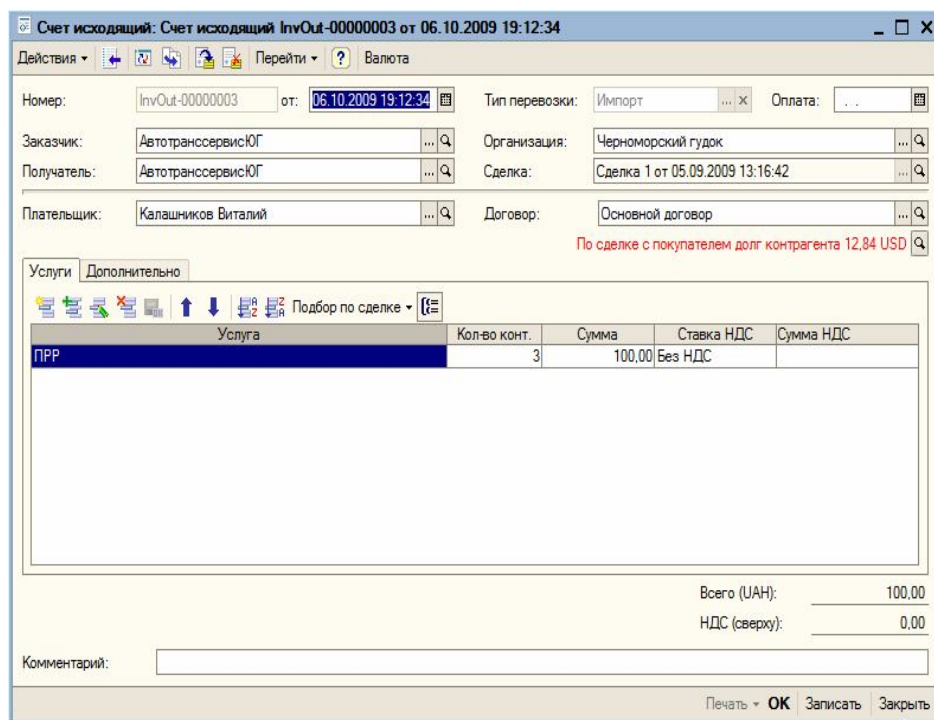 Счет исходящий: Счет исходящий InvOut-00000003 от 06.10.2009 19:12:34
Действия Перейти ? Валюта
Номер: InvOut-00000003 от: 06.10.2009 19:12:34 Тип перевозки: Импорт ... x Оплата: . .
Заказчик: АвтотранссервисЮГ ... Организация: Черноморский гудок ...
Получатель: АвтотранссервисЮГ ... Сделка: Сделка 1 от 05.09.2009 13:16:42 ...
Плательщик: Калашников Виталий ... Договор: Основной договор ...
По сделке с покупателем долг контрагента 12,84 USD
Услуги Дополнительно
Подбор по сделке
Услуга Кол-во конт. Сумма Ставка НДС Сумма НДС
ПРР 3 100,00 Без НДС
Всего (UAH): 100,00
НДС (сверху): 0,00
Комментарий:
Печать OK Записать Закрыть